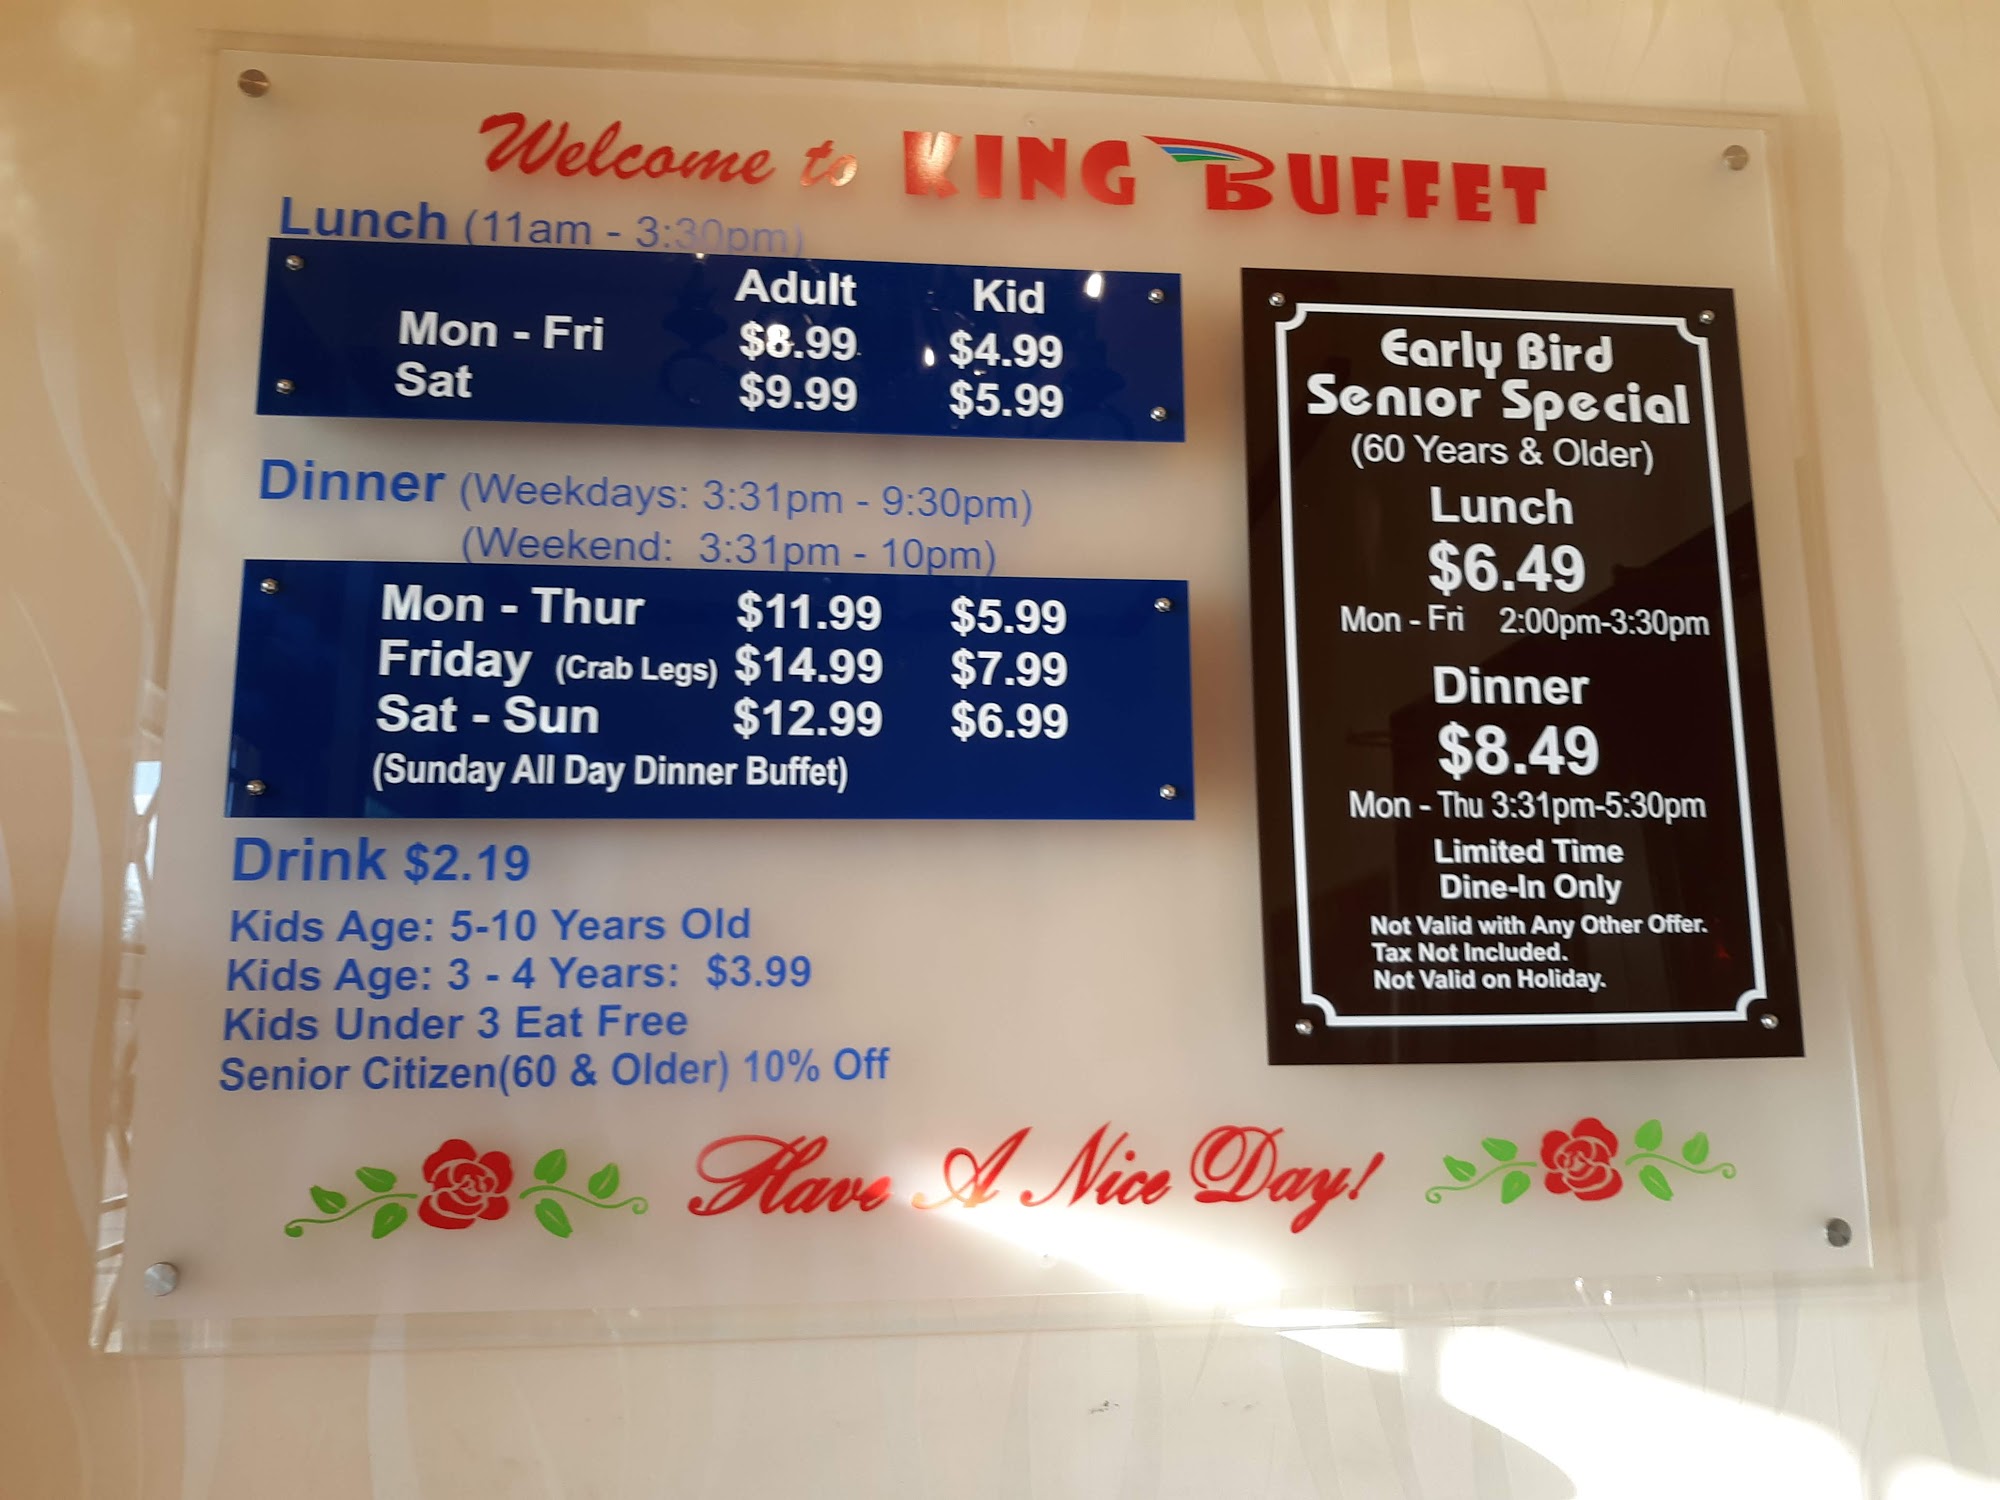 Welcome to KING BUFFET
Lunch (11am - 3:30pm)
Adult Kid
Mon - Fri $8.99 $4.99
Sat $9.99 $5.99
Dinner (Weekdays: 3:31pm - 9:30pm)
(Weekend: 3:31pm - 10pm)
Mon - Thur $11.99 $5.99
Friday (Crab Legs) $14.99 $7.99
Sat - Sun $12.99 $6.99
(Sunday All Day Dinner Buffet)
Drink $2.19
Kids Age: 5-10 Years Old
Kids Age: 3 - 4 Years: $3.99
Kids Under 3 Eat Free
Senior Citizen(60 & Older) 10% Off
Early Bird
Senior Special
(60 Years & Older)
Lunch
$6.49
Mon - Fri 2:00pm-3:30pm
Dinner
$8.49
Mon - Thu 3:31pm-5:30pm
Limited Time
Dine-In Only
Not Valid with Any Other Offer.
Tax Not Included.
Not Valid on Holiday.
Have A Nice Day!